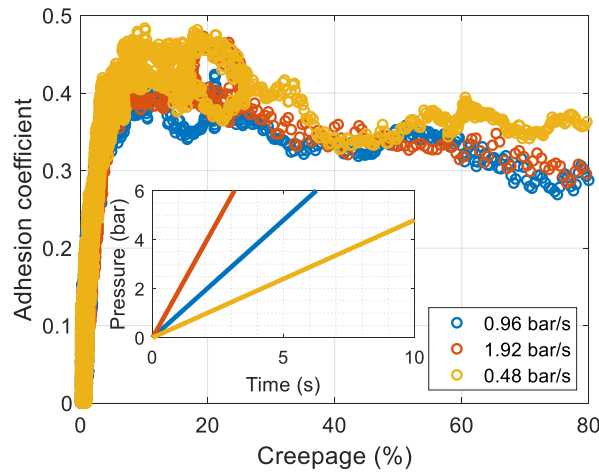 0.5
0.4
0.3
0.2
0.1
0
Adhesion coefficient
0 20 40 60 80
Creepage (%)
6
4
2
0
Pressure (bar)
0 5 10
Time (s)
0.96 bar/s
1.92 bar/s
0.48 bar/s